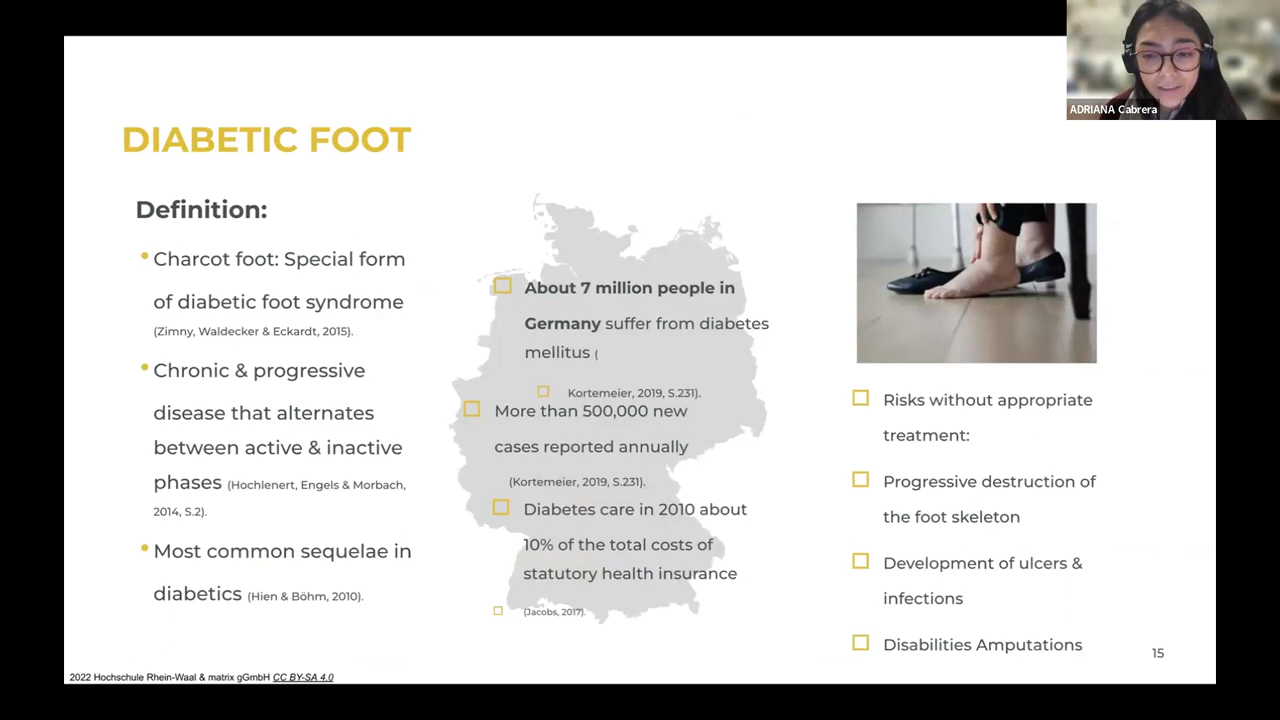 ADRIANA Cabrera
DIABETIC FOOT
Definition:
• Charcot foot: Special form
of diabetic foot syndrome
(Zimny, Waldecker & Eckardt, 2015).
• Chronic & progressive
disease that alternates
between active & inactive
phases (Hochlenert, Engels & Morbach,
2014, S.2).
• Most common sequelae in
diabetics (Hien & Böhm, 2010).
About 7 million people in
Germany suffer from diabetes
mellitus (
Kortemeier, 2019, S.231).
More than 500,000 new
cases reported annually
(Kortemeier, 2019, S.231).
Diabetes care in 2010 about
10% of the total costs of
statutory health insurance
(Jacobs, 2017).
Risks without appropriate
treatment:
Progressive destruction of
the foot skeleton
Development of ulcers &
infections
Disabilities Amputations
15
2022 Hochschule Rhein-Waal & matrix gGmbH CC BY-SA 4.0